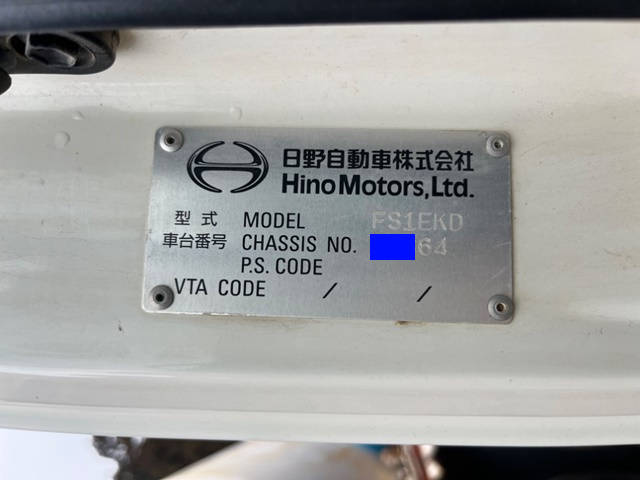 日野自動車株式会社
Hino Motors, Ltd.
型式 MODEL FS1EKD
車台番号 CHASSIS NO. 64
P.S. CODE
VTA CODE / /